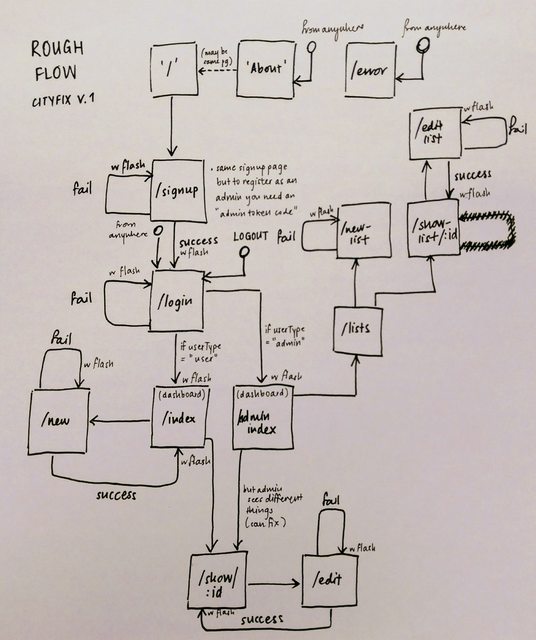 ROUGH
FLOW
CITYFIX V.1
'/'
(may be
same pg)
'About'
from anywhere
/error
from anywhere
/edit
list
w flash
fail
success
w flash
/show-
list/:id
w flash
fail
/new-
list
/lists
w flash
fail
/signup
• same signup page
but to register as an
admin you need an
"admin token code"
success
w flash
from
anywhere
LOGOUT
w flash
fail
/login
if userType
= "user"
if userType
= "admin"
w flash
w flash
fail
w flash
/new
(dashboard)
/index
(dashboard)
/admin
index
w flash
success
but admin
sees different
things
(can fix)
/show/
:id
fail
w flash
/edit
w flash
success